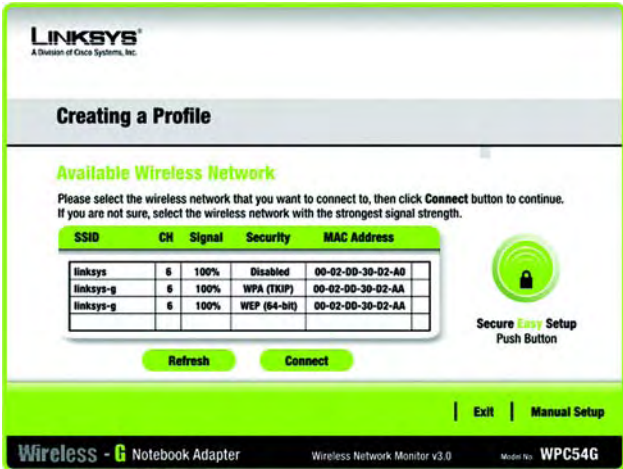 LINKSYS®
A Division of Cisco Systems, Inc.
Creating a Profile
Available Wireless Network
Please select the wireless network that you want to connect to, then click Connect button to continue.
If you are not sure, select the wireless network with the strongest signal strength.
SSID CH Signal Security MAC Address
linksys 6 100% Disabled 00-02-DD-30-D2-A0
linksys-g 6 100% WPA (TKIP) 00-02-DD-30-D2-AA
linksys-g 6 100% WEP (64-bit) 00-02-DD-30-D2-AA
Secure Easy Setup
Push Button
Refresh Connect
Exit Manual Setup
Wireless - G Notebook Adapter Wireless Network Monitor v3.0 Model No. WPC54G